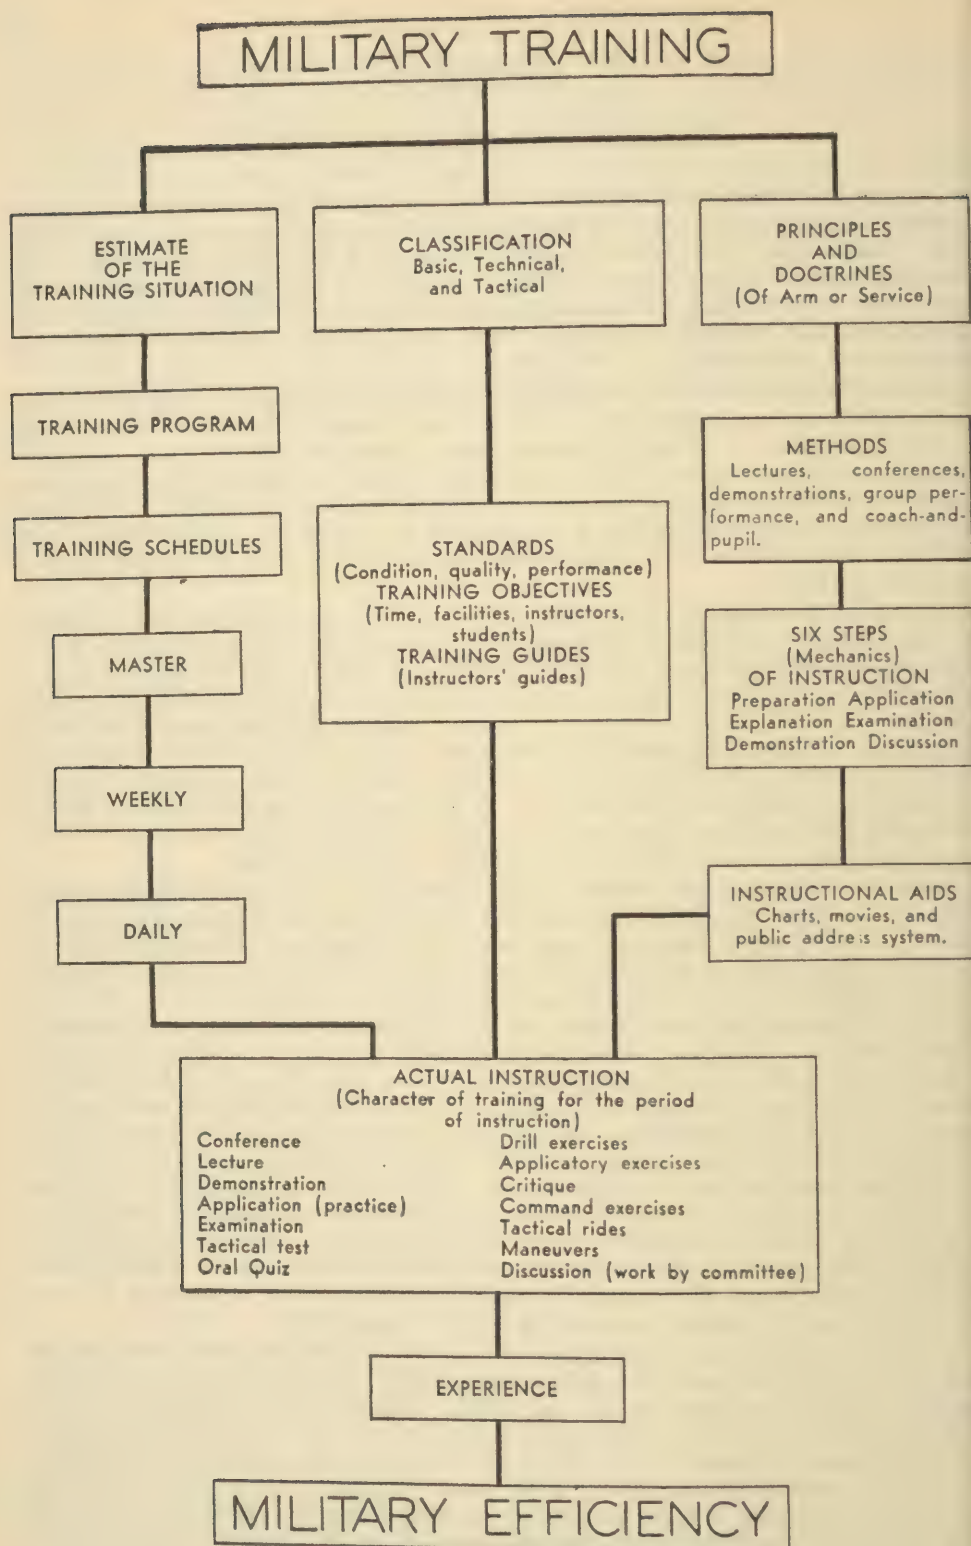 MILITARY TRAINING
ESTIMATE
OF THE
TRAINING SITUATION
TRAINING PROGRAM
TRAINING SCHEDULES
MASTER
WEEKLY
DAILY
CLASSIFICATION
Basic, Technical,
and Tactical
STANDARDS
(Condition, quality, performance)
TRAINING OBJECTIVES
(Time, facilities, instructors,
students)
TRAINING GUIDES
(Instructors' guides)
PRINCIPLES
AND
DOCTRINES
(Of Arm or Service)
METHODS
Lectures, conferences,
demonstrations, group per-
formance, and coach-and-
pupil.
SIX STEPS
(Mechanics)
OF INSTRUCTION
Preparation Application
Explanation Examination
Demonstration Discussion
INSTRUCTIONAL AIDS
Charts, movies, and
public address system.
ACTUAL INSTRUCTION
(Character of training for the period
of instruction)
Conference
Lecture
Demonstration
Application (practice)
Examination
Tactical test
Oral Quiz
Drill exercises
Applicatory exercises
Critique
Command exercises
Tactical rides
Maneuvers
Discussion (work by committee)
EXPERIENCE
MILITARY EFFICIENCY